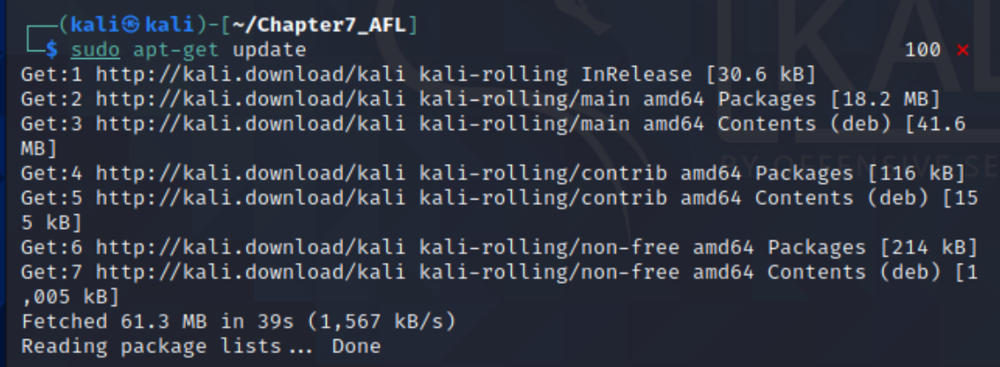 ┌──(kali㉿kali)-[~/Chapter7_AFL]
└─$ sudo apt-get update 100 ⨯
Get:1 http://kali.download/kali kali-rolling InRelease [30.6 kB]
Get:2 http://kali.download/kali kali-rolling/main amd64 Packages [18.2 MB]
Get:3 http://kali.download/kali kali-rolling/main amd64 Contents (deb) [41.6
MB]
Get:4 http://kali.download/kali kali-rolling/contrib amd64 Packages [116 kB]
Get:5 http://kali.download/kali kali-rolling/contrib amd64 Contents (deb) [15
5 kB]
Get:6 http://kali.download/kali kali-rolling/non-free amd64 Packages [214 kB]
Get:7 http://kali.download/kali kali-rolling/non-free amd64 Contents (deb) [1
,005 kB]
Fetched 61.3 MB in 39s (1,567 kB/s)
Reading package lists... Done